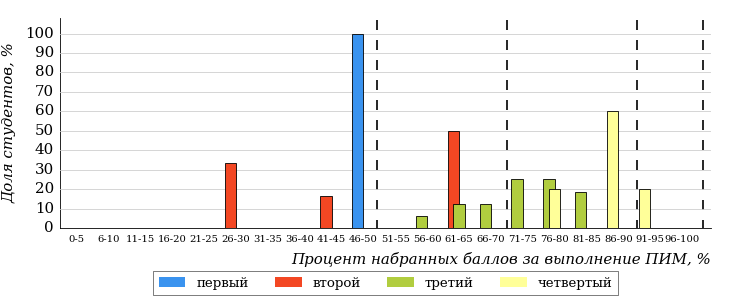 Доля студентов, %
100
90
80
70
60
50
40
30
20
10
0
0-5 6-10 11-15 16-20 21-25 26-30 31-35 36-40 41-45 46-50 51-55 56-60 61-65 66-70 71-75 76-80 81-85 86-90 91-95 96-100
Процент набранных баллов за выполнение ПИМ, %
первый второй третий четвертый